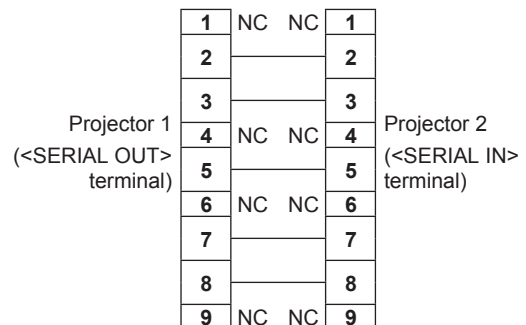 1 NC NC 1
2 2
3 3
Projector 1
(<SERIAL OUT>
terminal)
4 NC NC 4
Projector 2
(<SERIAL IN>
terminal)
5 5
6 NC NC 6
7 7
8 8
9 NC NC 9